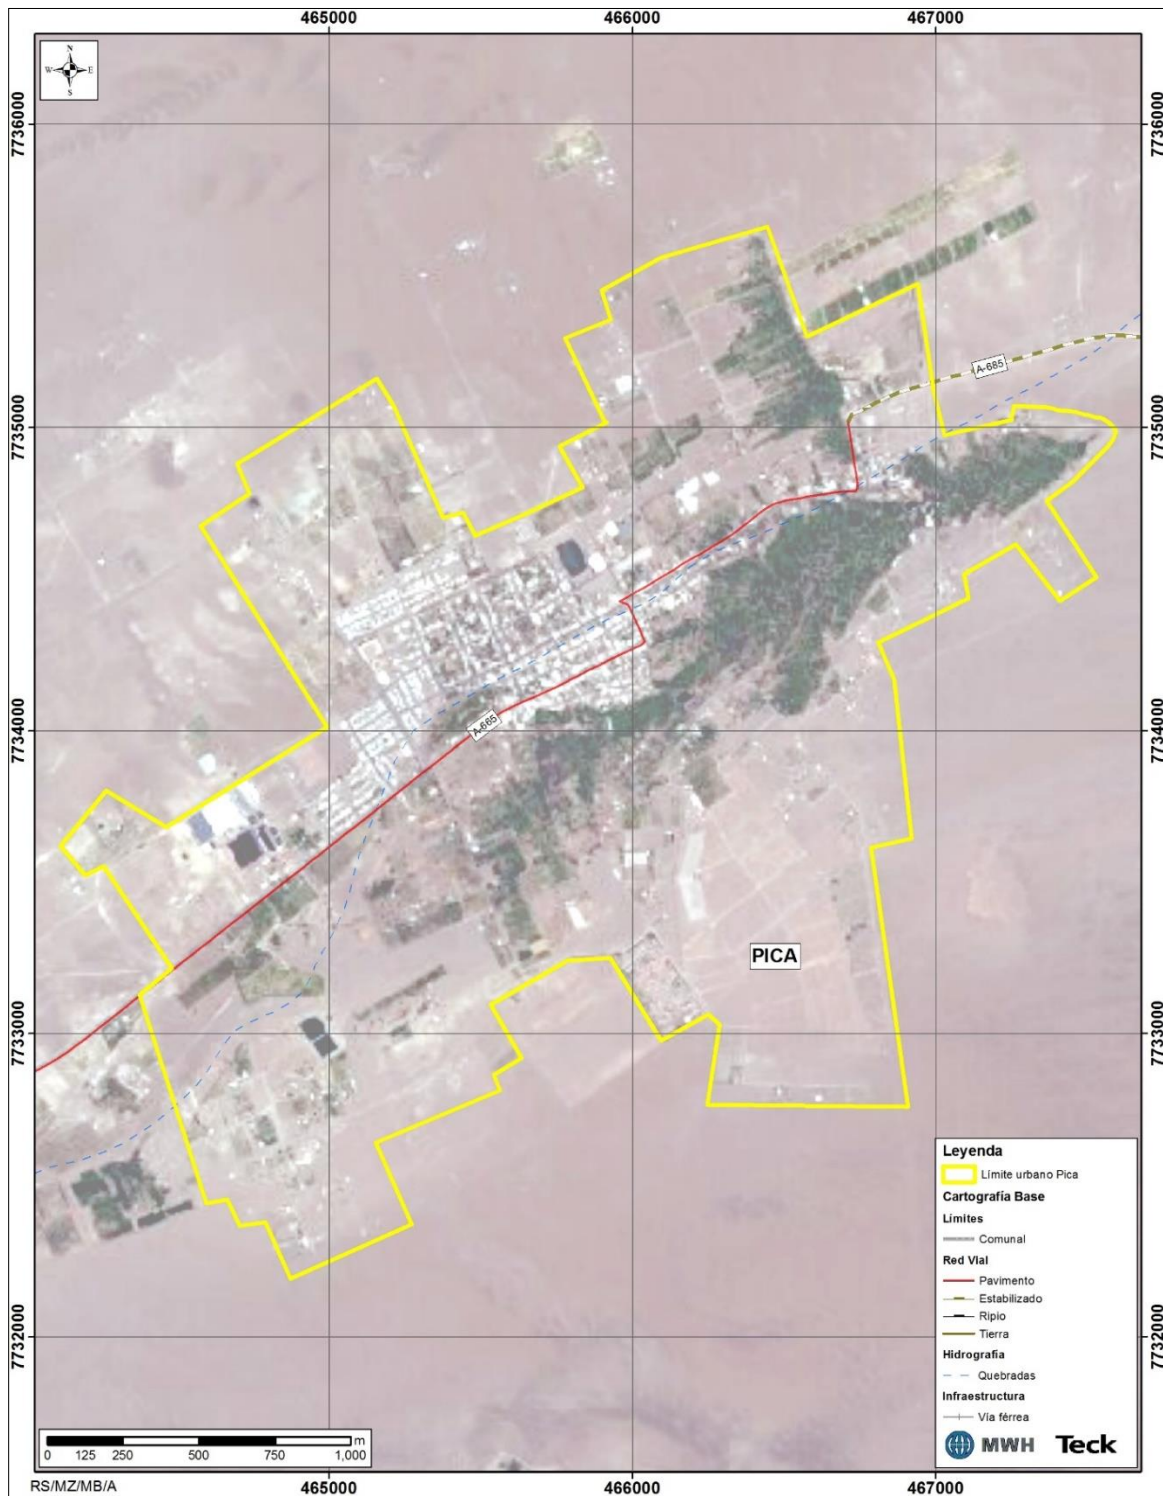 465000 466000 467000
N
W E
S
7736000 7736000
A-685
7735000 7735000
A-665
7734000 7734000
PICA
7733000 7733000
Leyenda
Límite urbano Pica
Cartografía Base
Límites
Comunal
Red Vial
Pavimento
Estabilizado
Ripio
Tierra
7732000 7732000
Hidrografía
Quebradas
Infraestructura
Vía férrea
MWH Teck
m
0 125 250 500 750 1,000
RS/MZ/MB/A
465000 466000 467000